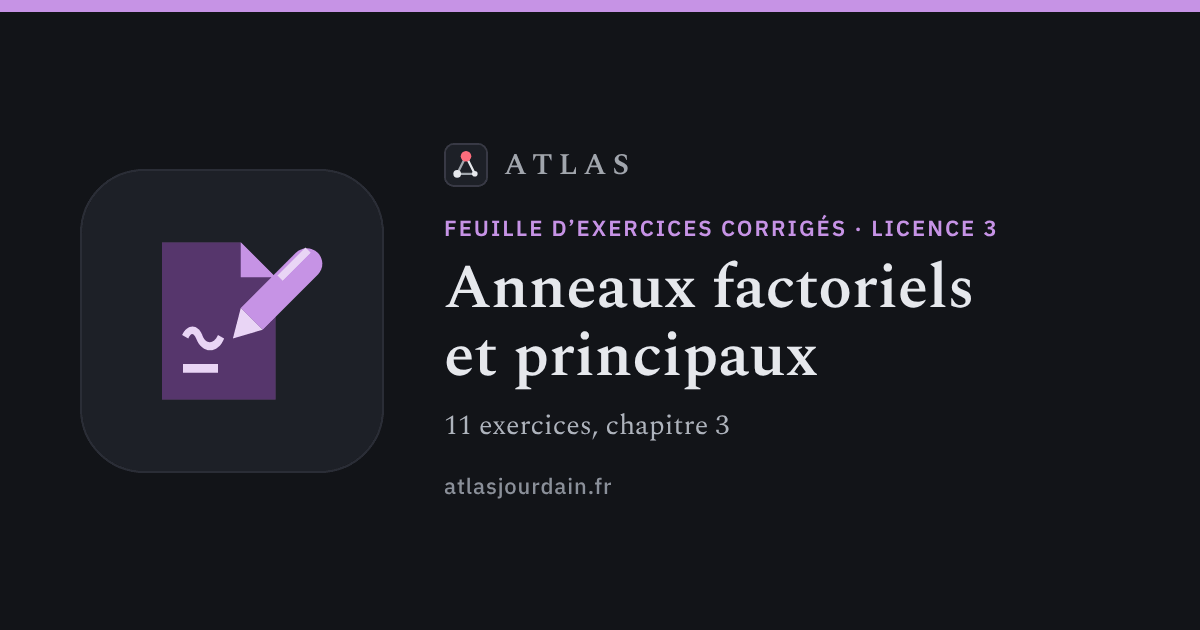 ATLAS
FEUILLE D’EXERCICES CORRIGÉS · LICENCE 3
Anneaux factoriels
et principaux
11 exercices, chapitre 3
atlasjourdain.fr